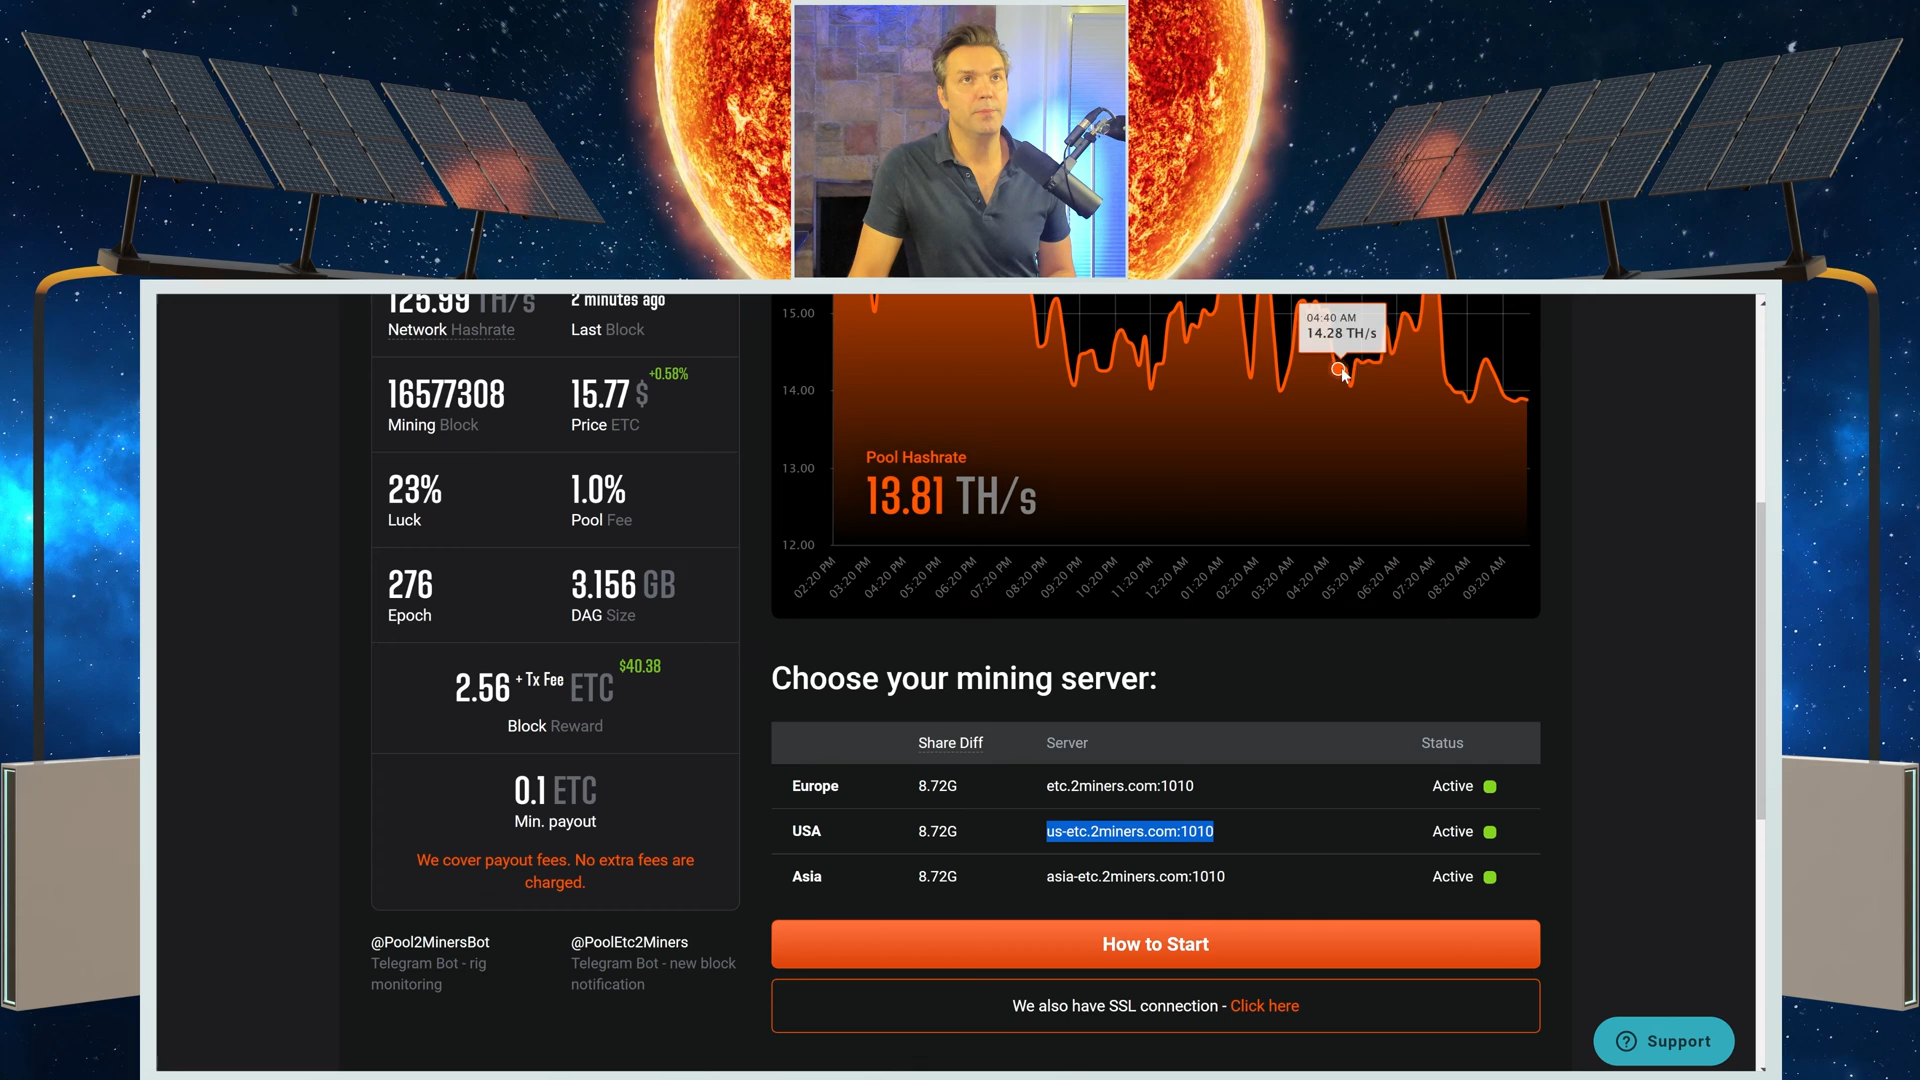 125.99 TH/s
Network Hashrate
2 minutes ago
Last Block
16577308
Mining Block
15.77 $ +0.58%
Price ETC
23%
Luck
1.0%
Pool Fee
276
Epoch
3.156 GB
DAG Size
2.56 + Tx Fee ETC $40.38
Block Reward
0.1 ETC
Min. payout
We cover payout fees. No extra fees are
charged.
@Pool2MinersBot
Telegram Bot - rig
monitoring
@PoolEtc2Miners
Telegram Bot - new block
notification
15.00
14.00
13.00
12.00
04:40 AM
14.28 TH/s
Pool Hashrate
13.81 TH/s
02:20 PM
03:20 PM
04:20 PM
05:20 PM
06:20 PM
07:20 PM
08:20 PM
09:20 PM
10:20 PM
11:20 PM
12:20 AM
01:20 AM
02:20 AM
03:20 AM
04:20 AM
05:20 AM
06:20 AM
07:20 AM
08:20 AM
09:20 AM
Choose your mining server:
Share Diff Server Status
Europe 8.72G etc.2miners.com:1010 Active
USA 8.72G us-etc.2miners.com:1010 Active
Asia 8.72G asia-etc.2miners.com:1010 Active
How to Start
We also have SSL connection - Click here
? Support